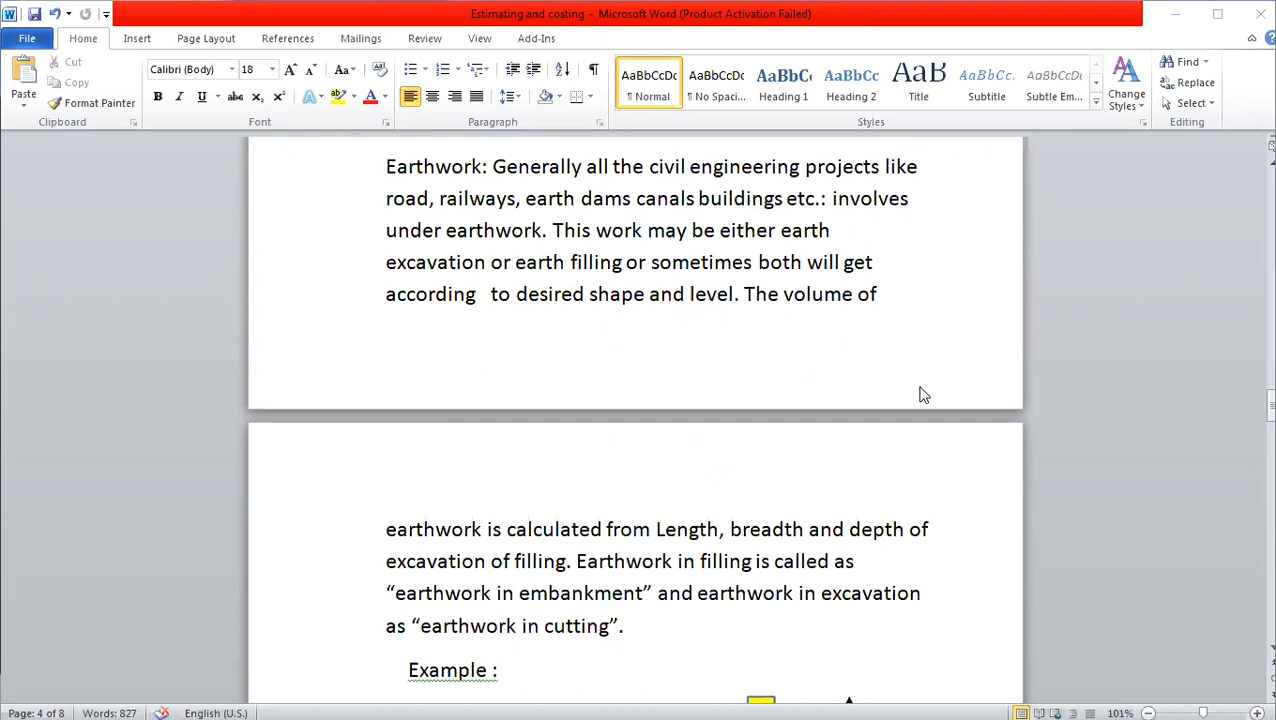 Estimating and costing - Microsoft Word (Product Activation Failed)
File Home Insert Page Layout References Mailings Review View Add-Ins
Paste Cut Copy Format Painter
Calibri (Body) 18
AaBbCcDc AaBbCcDc AaBbC AaBbCc AaB AaBbCc. AaBbCcDc
¶ Normal ¶ No Spaci... Heading 1 Heading 2 Title Subtitle Subtle Em...
Change Styles
Find Replace Select
Clipboard Font Paragraph Styles Editing
Earthwork: Generally all the civil engineering projects like
road, railways, earth dams canals buildings etc.: involves
under earthwork. This work may be either earth
excavation or earth filling or sometimes both will get
according to desired shape and level. The volume of
earthwork is calculated from Length, breadth and depth of
excavation of filling. Earthwork in filling is called as
“earthwork in embankment” and earthwork in excavation
as “earthwork in cutting”.
Example :
Page: 4 of 8 Words: 827 English (U.S.) 101%